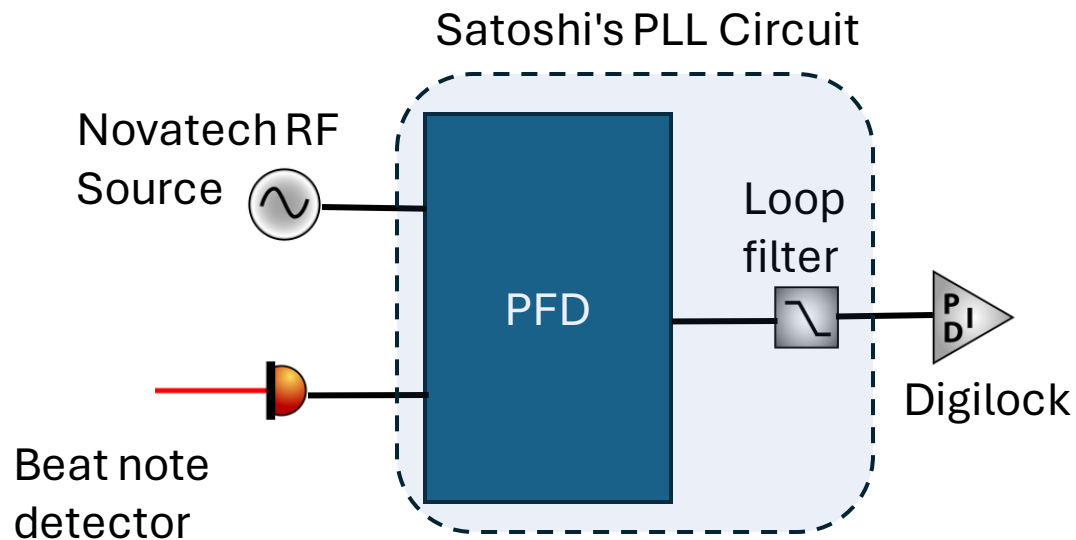 Satoshi's PLL Circuit
Novatech RF
Source
Loop
filter
PFD
P
I
D
Digilock
Beat note
detector